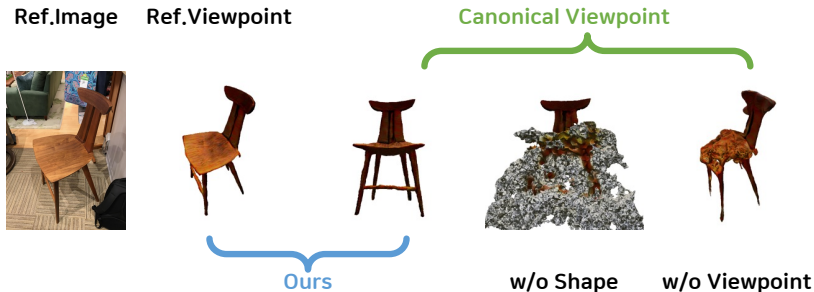 Ref.Image Ref.Viewpoint Canonical Viewpoint
Ours
w/o Shape w/o Viewpoint